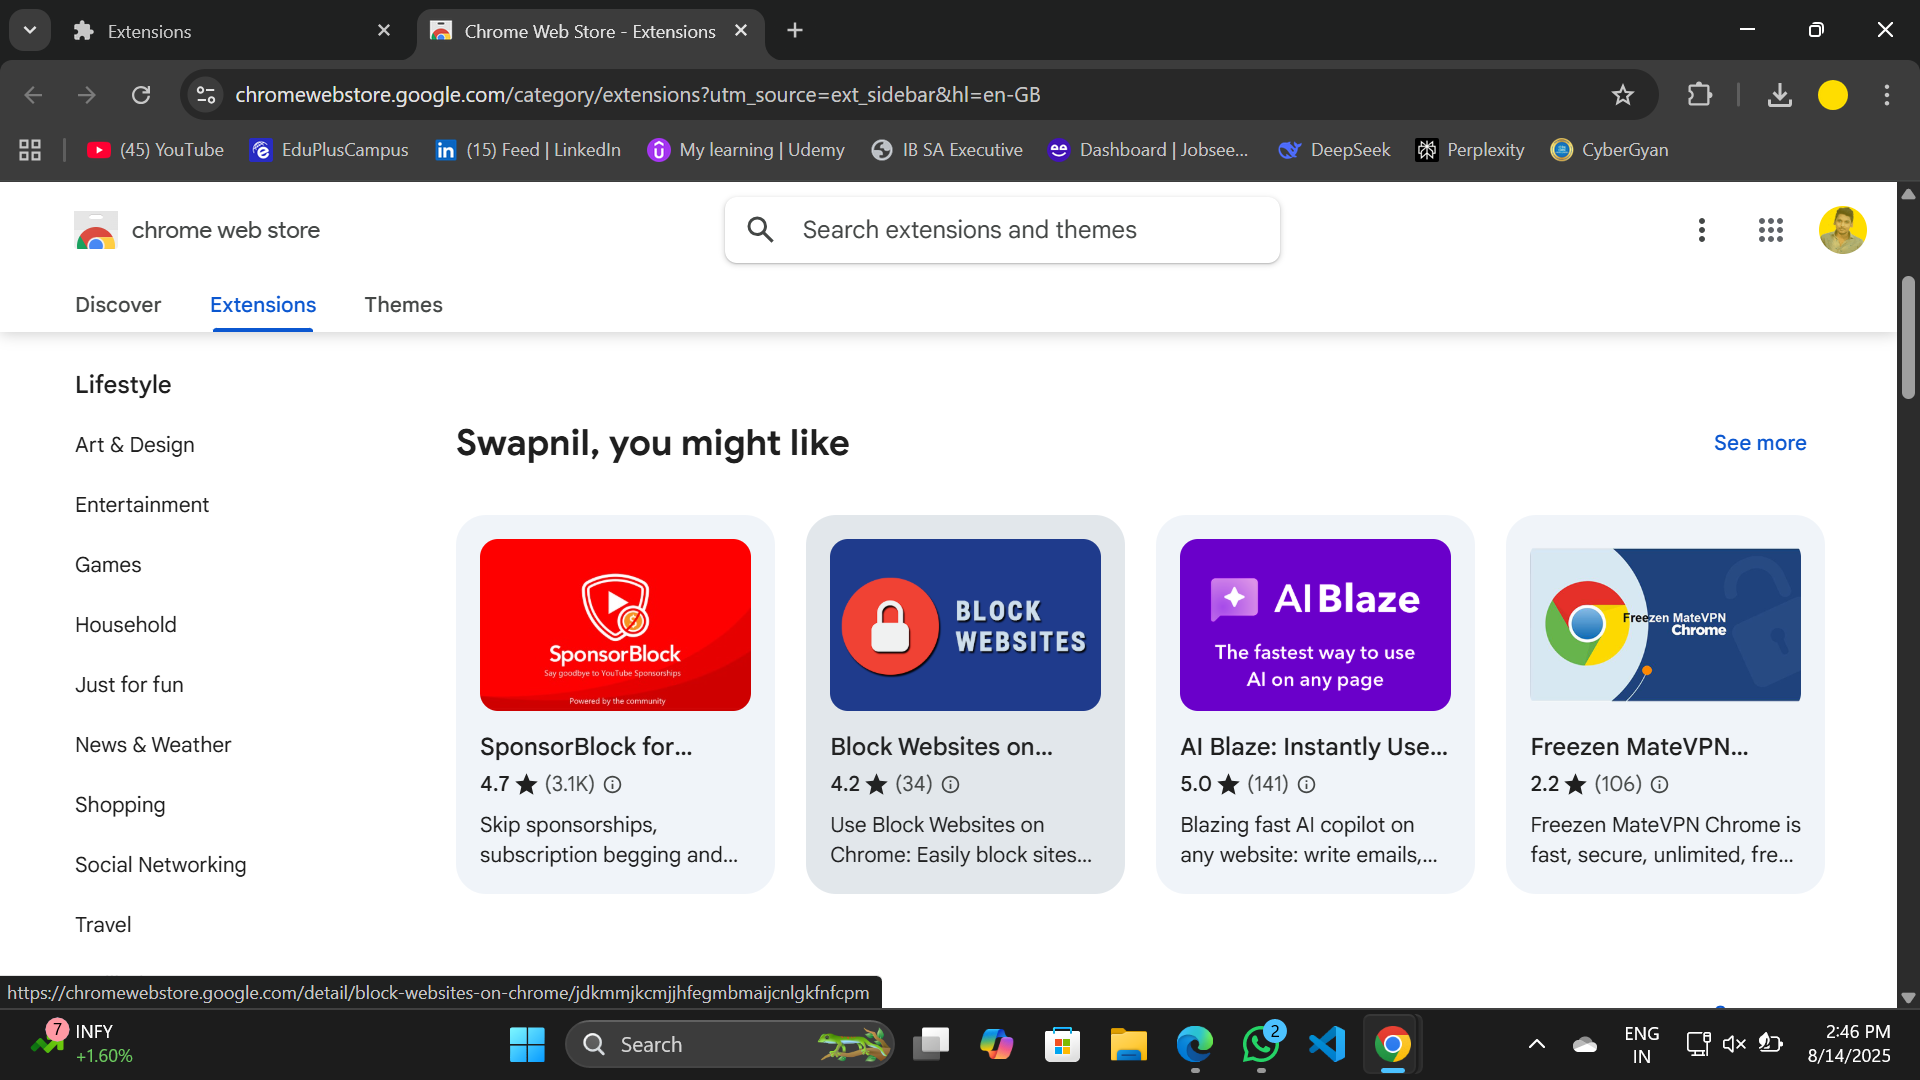 Extensions
Chrome Web Store - Extensions
chromewebstore.google.com/category/extensions?utm_source=ext_sidebar&hl=en-GB
(45) YouTube
EduPlusCampus
(15) Feed | LinkedIn
My learning | Udemy
IB SA Executive
Dashboard | Jobsee...
DeepSeek
Perplexity
CyberGyan
chrome web store
Search extensions and themes
Discover
Extensions
Themes
Lifestyle
Art & Design
Entertainment
Games
Household
Just for fun
News & Weather
Shopping
Social Networking
Travel
Swapnil, you might like
See more
SponsorBlock
Say goodbye to YouTube Sponsorships
Powered by the community
SponsorBlock for...
4.7 ★ (3.1K)
Skip sponsorships,
subscription begging and...
BLOCK
WEBSITES
Block Websites on...
4.2 ★ (34)
Use Block Websites on
Chrome: Easily block sites...
AI Blaze
The fastest way to use
AI on any page
AI Blaze: Instantly Use...
5.0 ★ (141)
Blazing fast AI copilot on
any website: write emails,...
Freezen MateVPN
Chrome
Freezen MateVPN...
2.2 ★ (106)
Freezen MateVPN Chrome is
fast, secure, unlimited, fre...
https://chromewebstore.google.com/detail/block-websites-on-chrome/jdkmmjkcmjjhfegmbmaijcnlgkfnfcpm
7
INFY
+1.60%
Search
2
ENG
IN
2:46 PM
8/14/2025